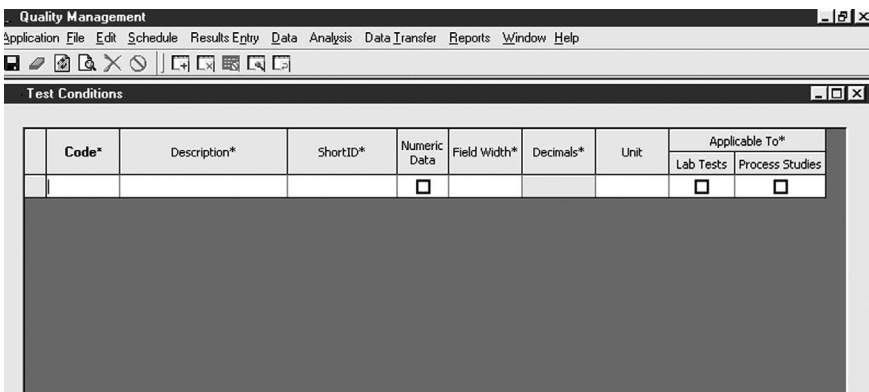 Quality Management
Application File Edit Schedule Results Entry Data Analysis Data Transfer Reports Window Help
Test Conditions
Code* Description* ShortID* Numeric Data Field Width* Decimals* Unit Applicable To*
Lab Tests Process Studies